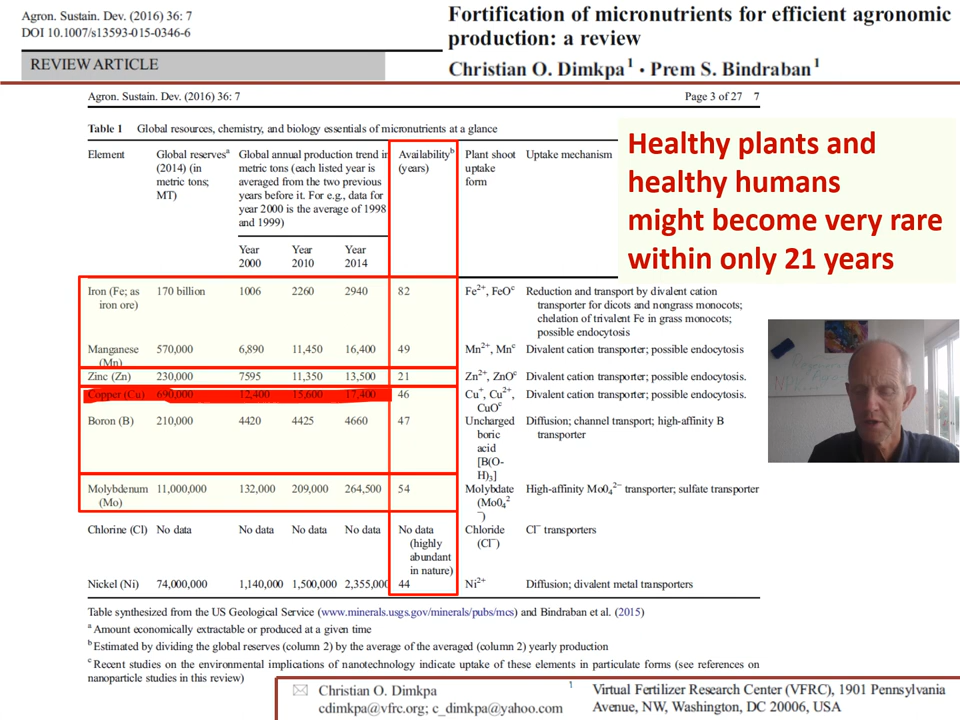 Agron. Sustain. Dev. (2016) 36: 7
DOI 10.1007/s13593-015-0346-6
REVIEW ARTICLE
Fortification of micronutrients for efficient agronomic
production: a review
Christian O. Dimkpa¹ • Prem S. Bindraban¹
Agron. Sustain. Dev. (2016) 36: 7 Page 3 of 27 7
Table 1 Global resources, chemistry, and biology essentials of micronutrients at a glance
Element
Global reservesᵃ
(2014) (in
metric tons;
MT)
Global annual production trend in
metric tons (each listed year is
averaged from the two previous
years before it. For e.g., data for
year 2000 is the average of 1998
and 1999)
Year
2000
Year
2010
Year
2014
Availabilityᵇ
(years)
Plant shoot
uptake
form
Uptake mechanism
Healthy plants and
healthy humans
might become very rare
within only 21 years
Iron (Fe; as
iron ore)
170 billion 1006 2260 2940 82 Fe²⁺, FeOᶜ
Reduction and transport by divalent cation
transporter for dicots and nongrass monocots;
chelation of trivalent Fe in grass monocots;
possible endocytosis
Manganese
(Mn)
570,000 6,890 11,450 16,400 49 Mn²⁺, Mnᶜ Divalent cation transporter; possible endocytosis
Zinc (Zn) 230,000 7595 11,350 13,500 21 Zn²⁺, ZnOᶜ Divalent cation transporter; possible endocytosis.
Copper (Cu) 690,000 12,400 15,600 17,400 46 Cu⁺, Cu²⁺,
CuOᶜ
Divalent cation transporter; possible endocytosis.
Boron (B) 210,000 4420 4425 4660 47 Uncharged
boric
acid
[B(O-
H)₃]
Diffusion; channel transport; high-affinity B
transporter
Molybdenum
(Mo)
11,000,000 132,000 209,000 264,500 54 Molybdate
(Mo0₄²
⁻)
High-affinity Mo0₄²⁻ transporter; sulfate transporter
Chlorine (Cl) No data No data No data No data No data
(highly
abundant
in nature)
Chloride
(Cl⁻)
Cl⁻ transporters
Nickel (Ni) 74,000,000 1,140,000 1,500,000 2,355,000 44 Ni²⁺ Diffusion; divalent metal transporters
Table synthesized from the US Geological Service (www.minerals.usgs.gov/minerals/pubs/mcs) and Bindraban et al. (2015)
ᵃ Amount economically extractable or produced at a given time
ᵇ Estimated by dividing the global reserves (column 2) by the average of the averaged (column 2) yearly production
ᶜ Recent studies on the environmental implications of nanotechnology indicate uptake of these elements in particulate forms (see references on
nanoparticle studies in this review)
Christian O. Dimkpa
cdimkpa@vfrc.org; c_dimkpa@yahoo.com
¹ Virtual Fertilizer Research Center (VFRC), 1901 Pennsylvania
Avenue, NW, Washington, DC 20006, USA